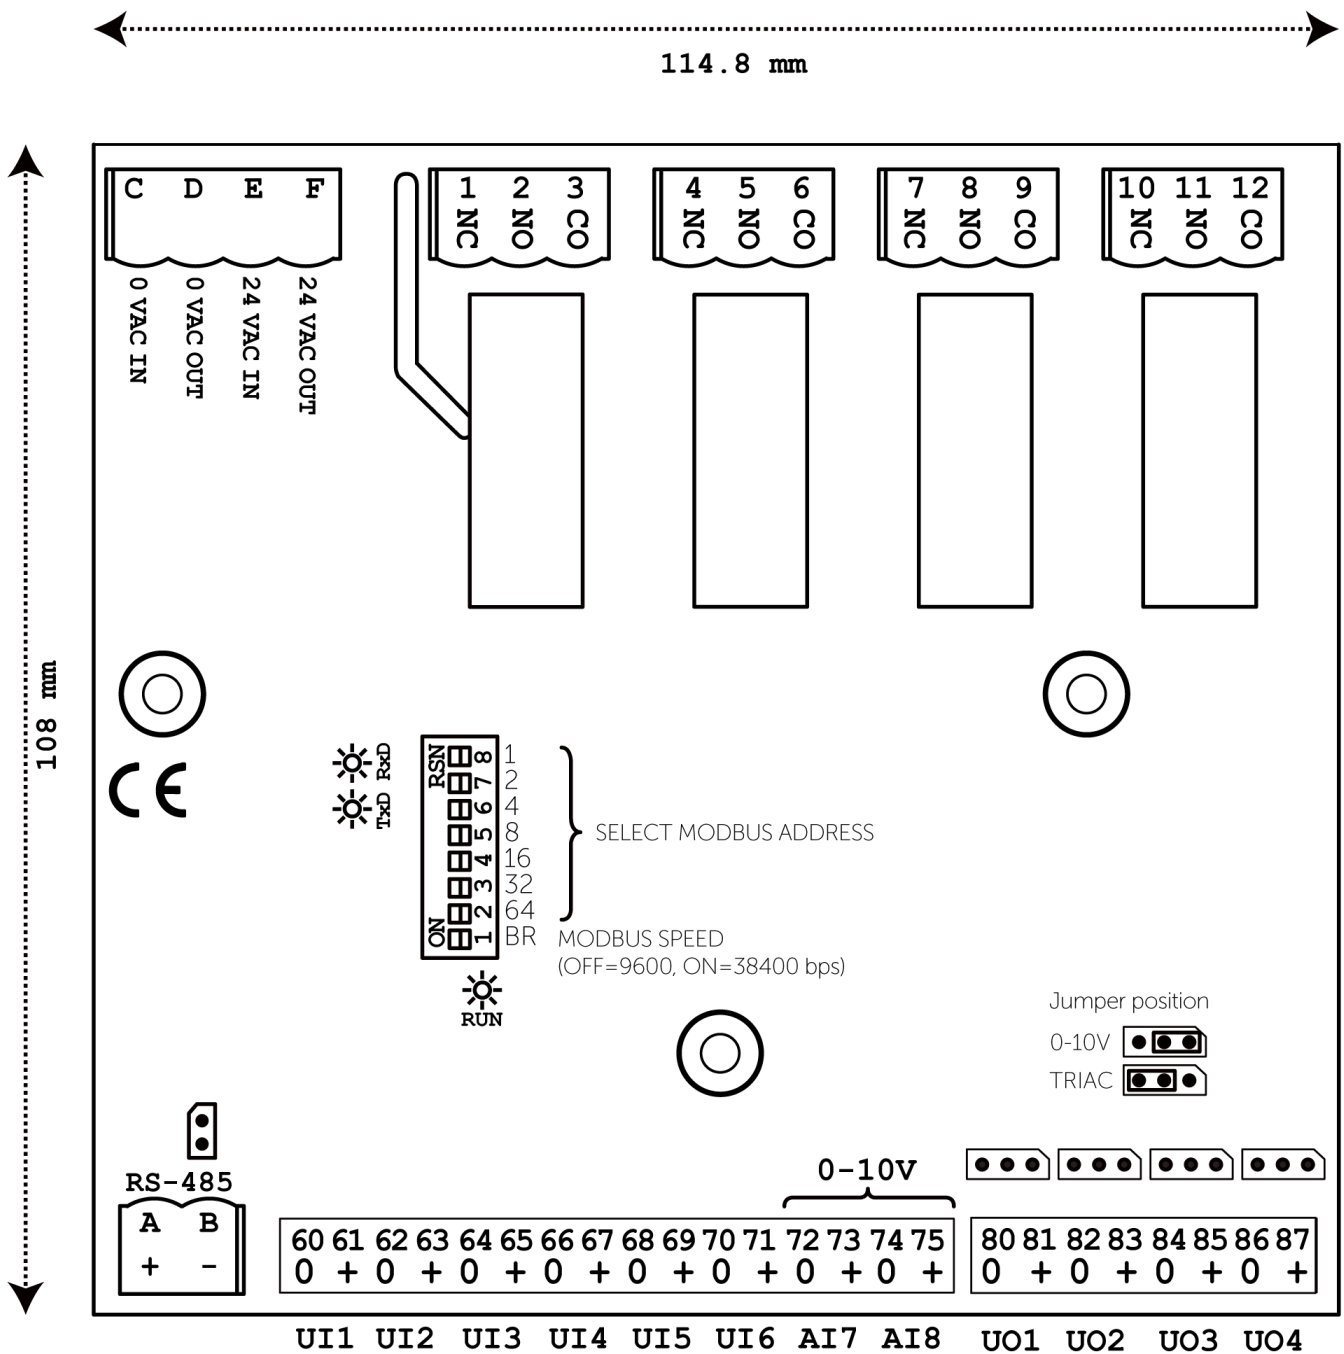 114.8 mm
C D E F
0 VAC IN
0 VAC OUT
24 VAC IN
24 VAC OUT
1 2 3
NC NO CO
4 5 6
NC NO CO
7 8 9
NC NO CO
10 11 12
NC NO CO
108 mm
CE
RxD
TxD
RSN
ON
8 1
7 2
6 4
5 8
4 16
3 32
2 64
1 BR
SELECT MODBUS ADDRESS
MODBUS SPEED
(OFF=9600, ON=38400 bps)
RUN
Jumper position
0-10V
TRIAC
RS-485
A B
+ -
0-10V
60 61 62 63 64 65 66 67 68 69 70 71 72 73 74 75
0 + 0 + 0 + 0 + 0 + 0 + 0 + 0 +
80 81 82 83 84 85 86 87
0 + 0 + 0 + 0 +
UI1 UI2 UI3 UI4 UI5 UI6 AI7 AI8 UO1 UO2 UO3 UO4